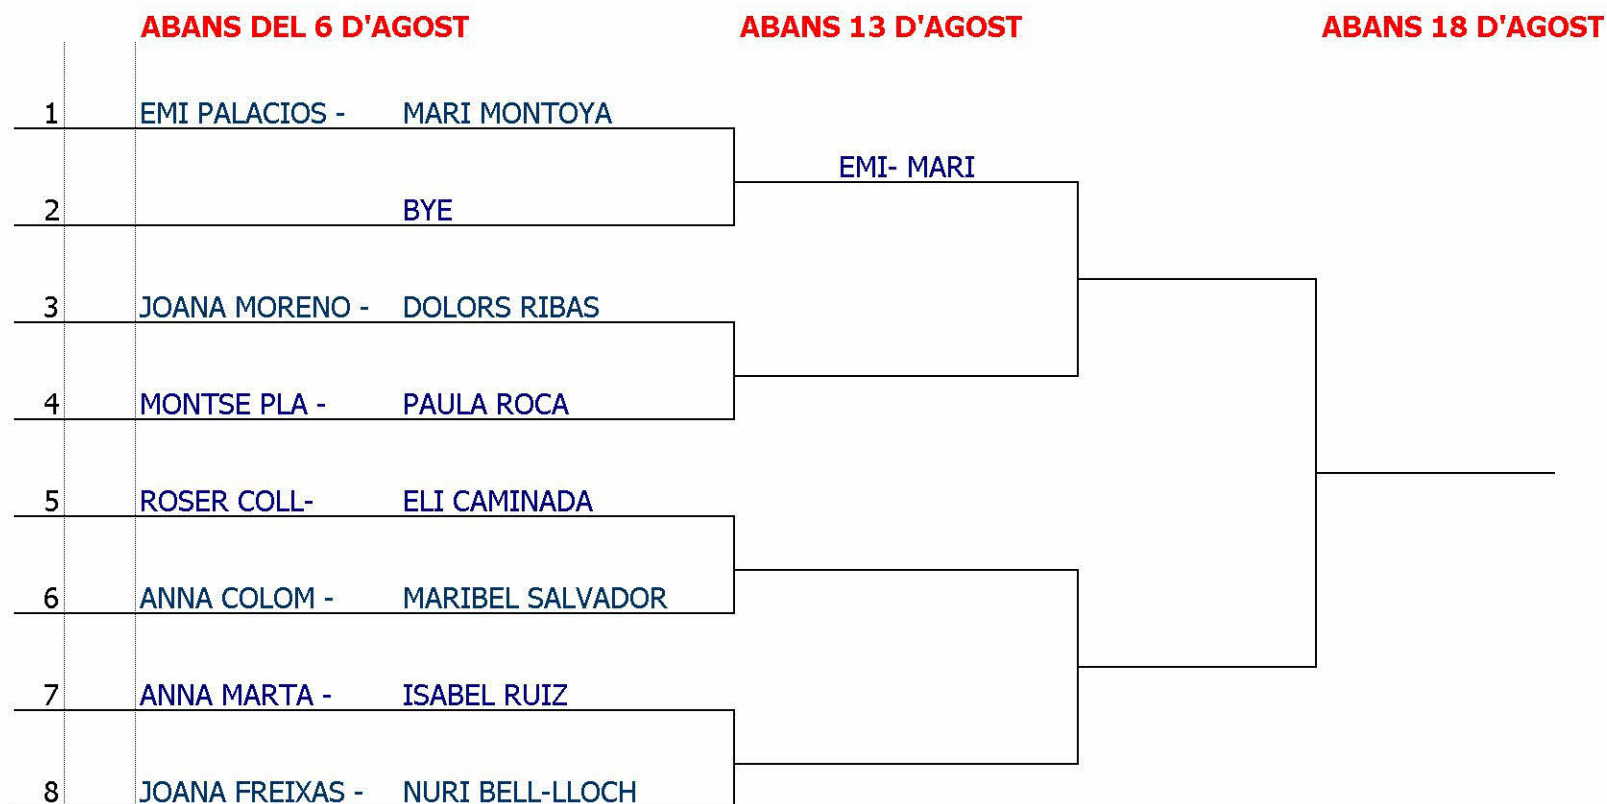 ABANS DEL 6 D'AGOST ABANS 13 D'AGOST ABANS 18 D'AGOST
1 EMI PALACIOS - MARI MONTOYA
EMI- MARI
2 BYE
3 JOANA MORENO - DOLORS RIBAS
4 MONTSE PLA - PAULA ROCA
5 ROSER COLL- ELI CAMINADA
6 ANNA COLOM - MARIBEL SALVADOR
7 ANNA MARTA - ISABEL RUIZ
8 JOANA FREIXAS - NURI BELL-LLOCH